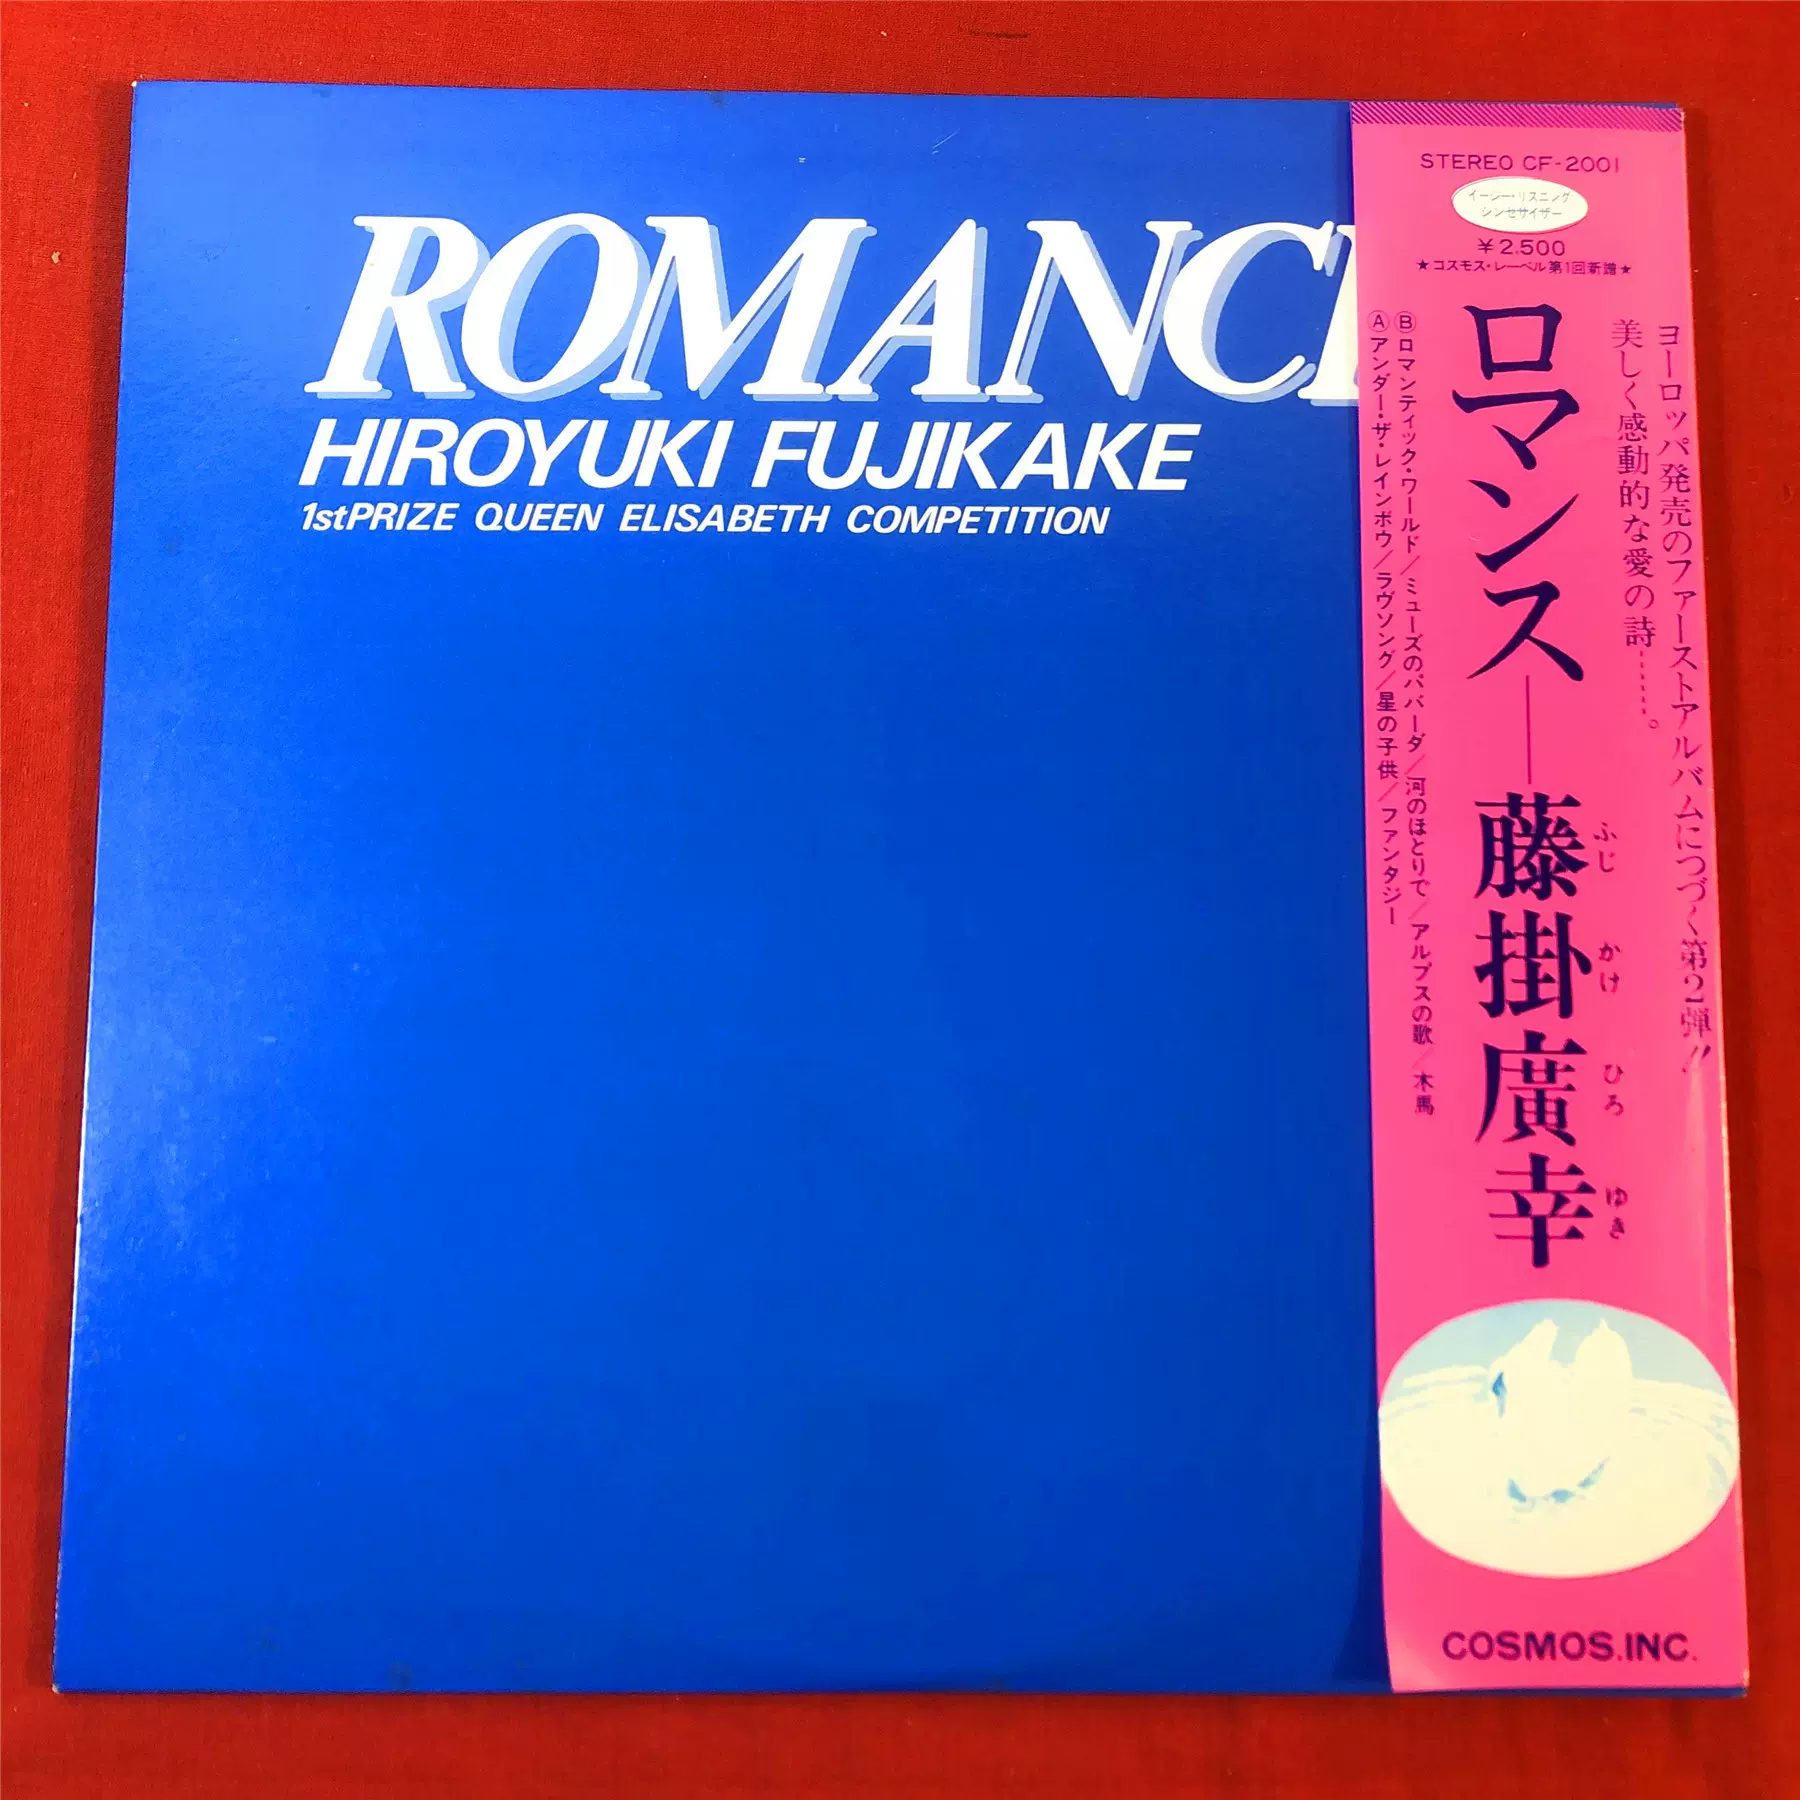 ROMANC
HIROYUKI FUJIKAKE
1stPRIZE QUEEN ELISABETH COMPETITION
STEREO CF-2001
イージー・リスニング
シンセサイザー
¥2,500
★コスモス・レーベル第1回新譜★
ヨーロッパ発売のファーストアルバムにつづく第2弾!!
美しく感動的な愛の詩……。
ロマンス——藤掛廣幸
ふじ かけ ひろ ゆき
Ⓑロマンティック・ワールド/ミューズのババーダ/河のほとりで/アルプスの歌/木馬
Ⓐアンダー・ザ・レインボウ/ラヴソング/星の子供/ファンタジー
COSMOS.INC.